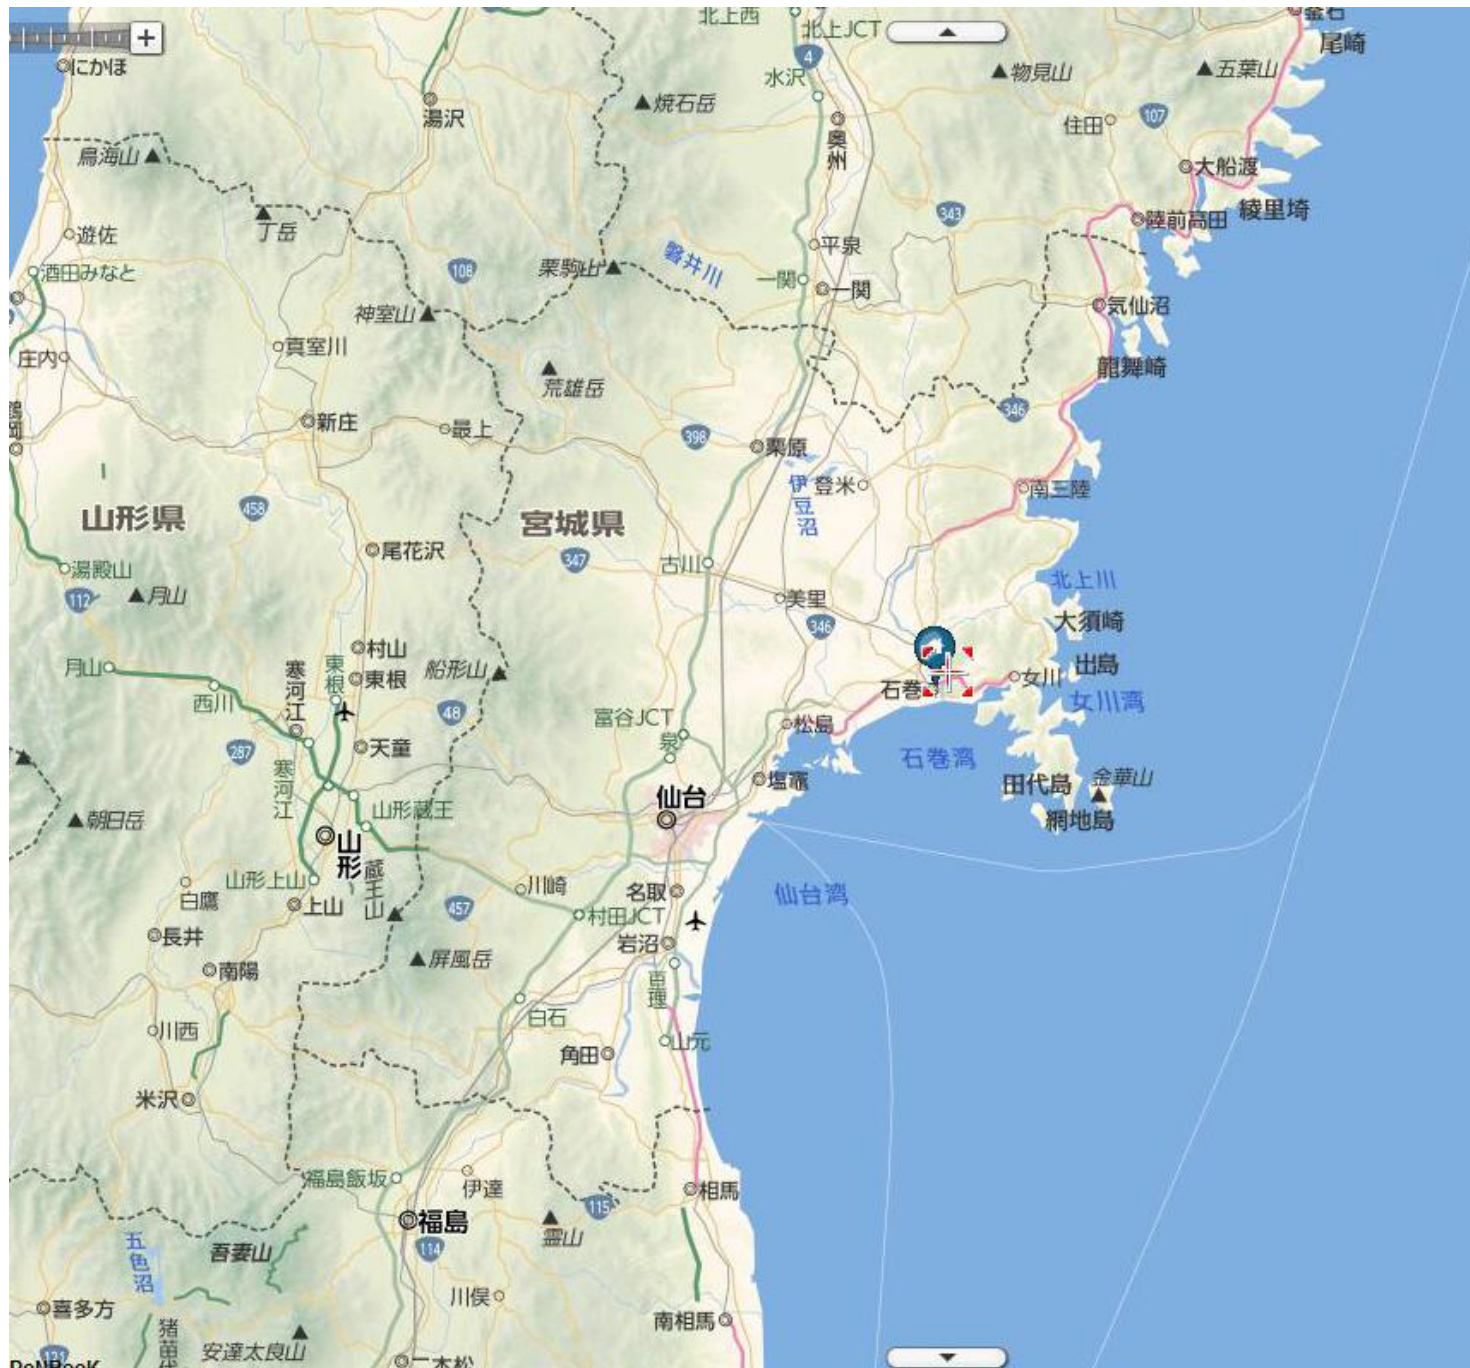 北上西
釜石
北上JCT
+
4
尾崎
にかほ
水沢
物見山
五葉山
湯沢
焼石岳
107
住田
奥州
鳥海山
大船渡
綾里埼
343
陸前高田
丁岳
遊佐
平泉
磐井川
栗駒山
酒田みなと
108
一関
一関
気仙沼
神室山
真室川
庄内
龍舞崎
荒雄岳
346
鶴岡
新庄
最上
398
栗原
伊豆沼
登米
南三陸
458
山形県
宮城県
尾花沢
347
古川
湯殿山
北上川
112
月山
美里
大須崎
346
村山
月山
寒河江
東根
東根
船形山
出島
女川
石巻
西川
女川湾
48
富谷JCT
松島
287
天童
泉
石巻湾
寒河江
塩竈
田代島
金華山
仙台
山形蔵王
朝日岳
網地島
山形
蔵王山
山形上山
川崎
名取
仙台湾
白鷹
上山
457
村田JCT
長井
岩沼
屏風岳
南陽
亘理
白石
川西
山元
角田
米沢
福島飯坂
伊達
相馬
115
福島
霊山
五色沼
吾妻山
114
川俣
喜多方
南相馬
猪苗代
安達太良山
121
二本松